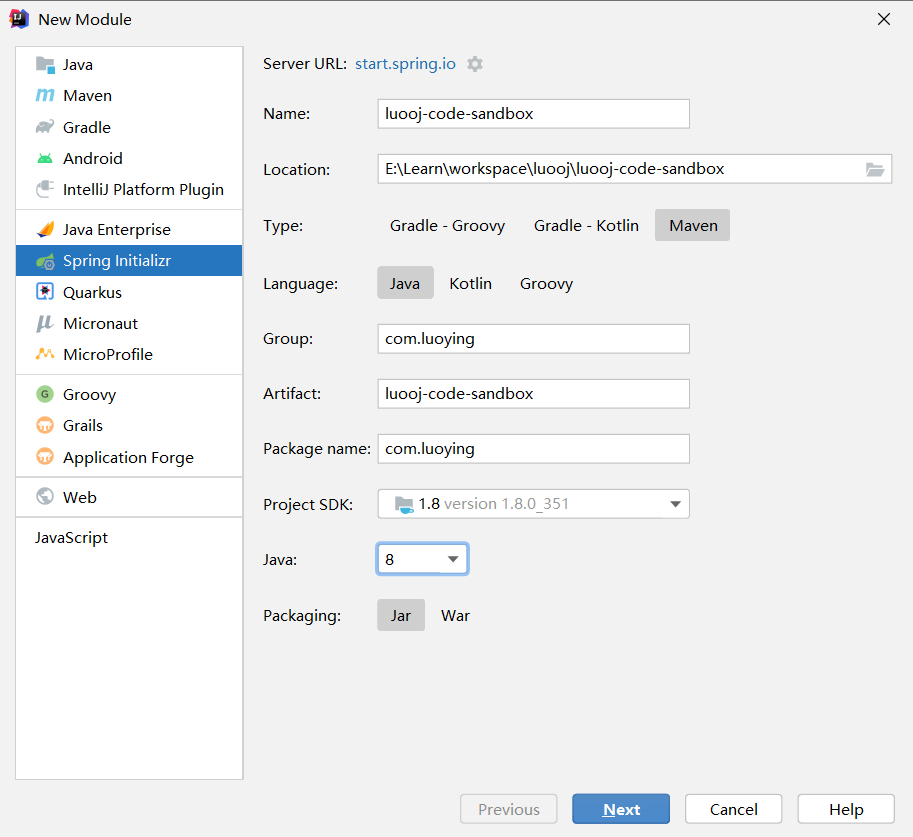 New Module
Java
Maven
Gradle
Android
IntelliJ Platform Plugin
Java Enterprise
Spring Initializr
Quarkus
Micronaut
MicroProfile
Groovy
Grails
Application Forge
Web
JavaScript
Server URL: start.spring.io
Name: luooj-code-sandbox
Location: E:\Learn\workspace\luooj\luooj-code-sandbox
Type: Gradle - Groovy Gradle - Kotlin Maven
Language: Java Kotlin Groovy
Group: com.luoying
Artifact: luooj-code-sandbox
Package name: com.luoying
Project SDK: 1.8 version 1.8.0_351
Java: 8
Packaging: Jar War
Previous Next Cancel Help